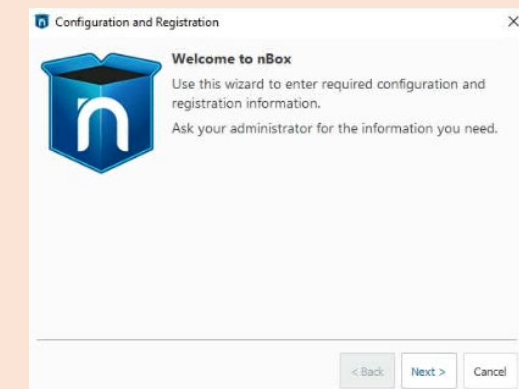 Configuration and Registration
Welcome to nBox
Use this wizard to enter required configuration and
registration information.
Ask your administrator for the information you need.
n
< Back Next > Cancel